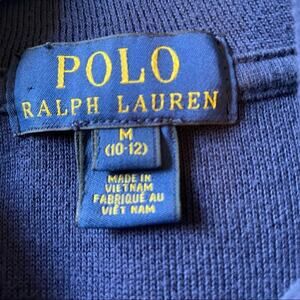 POLO
RALPH LAUREN
M
(10-12)
MADE IN
VIETNAM
FABRIQUÉ AU
VIÊT NAM